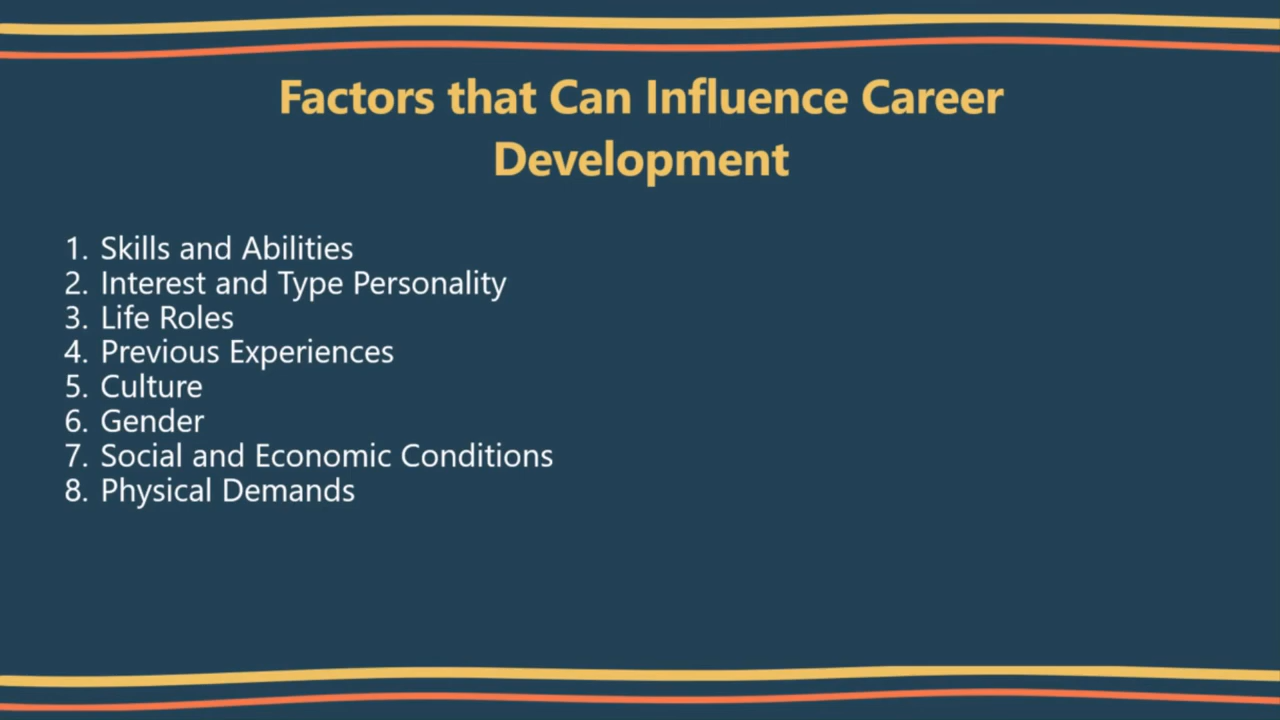 Factors that Can Influence Career
Development
1. Skills and Abilities
2. Interest and Type Personality
3. Life Roles
4. Previous Experiences
5. Culture
6. Gender
7. Social and Economic Conditions
8. Physical Demands